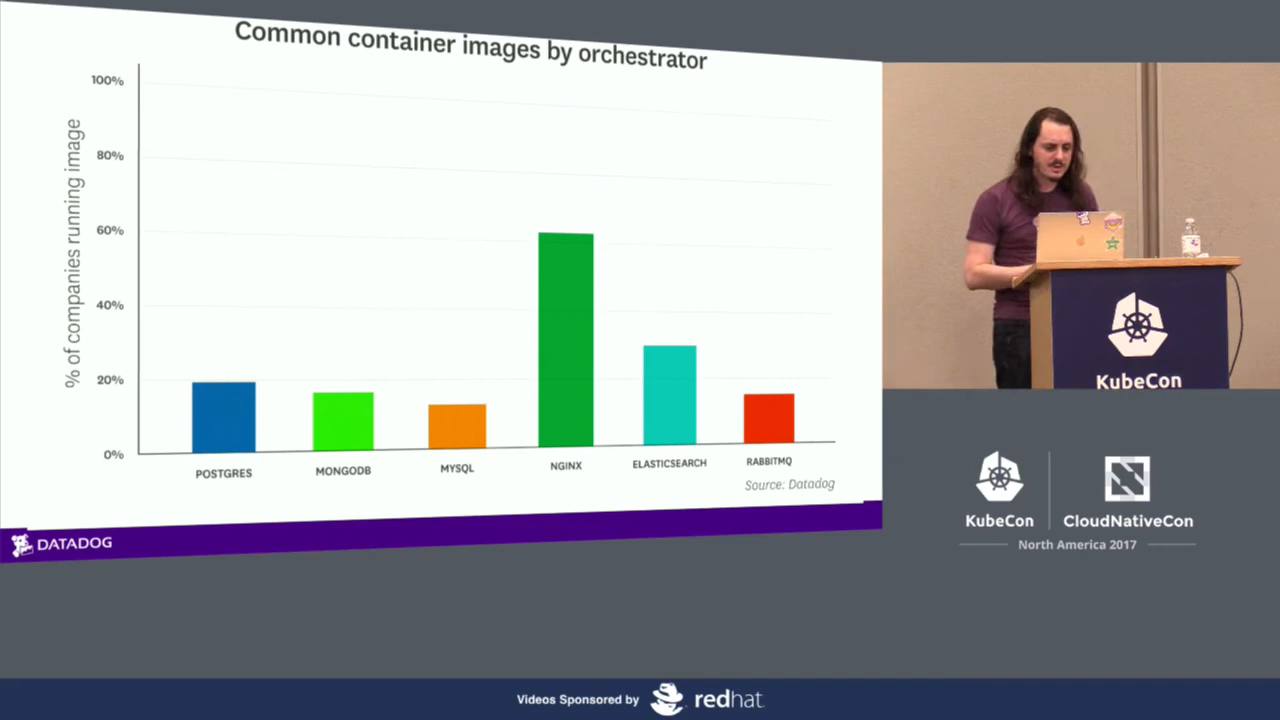 Common container images by orchestrator
% of companies running image
100%
80%
60%
40%
20%
0%
POSTGRES
MONGODB
MYSQL
NGINX
ELASTICSEARCH
RABBITMQ
Source: Datadog
DATADOG
KubeCon
KubeCon
CloudNativeCon
North America 2017
Videos Sponsored by
redhat.